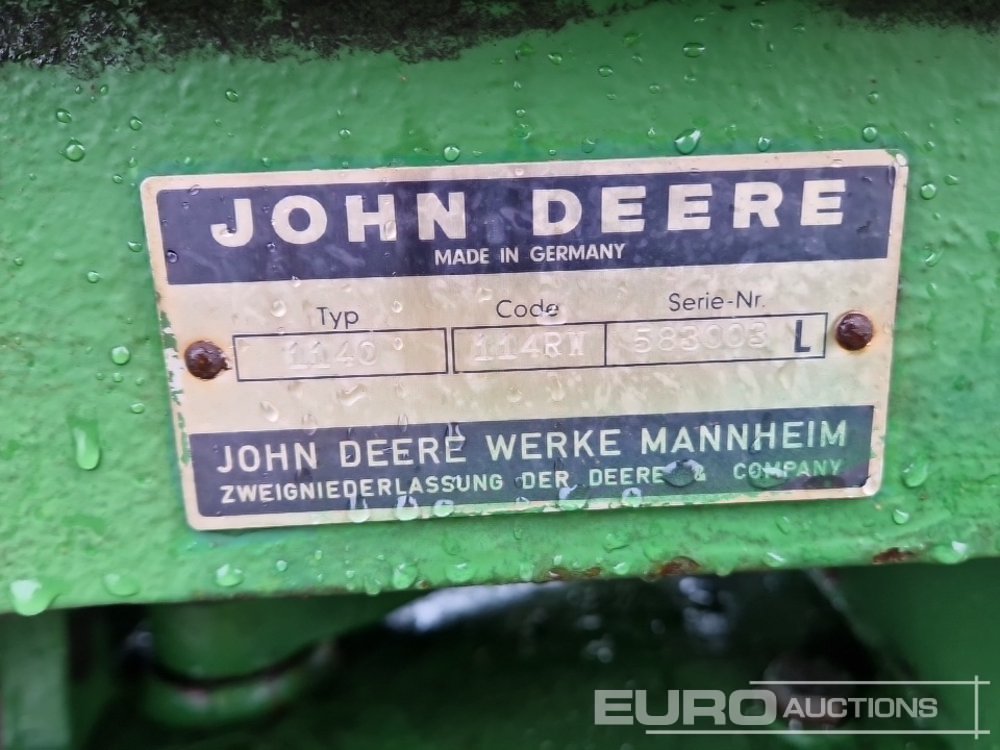 JOHN DEERE
MADE IN GERMANY
Typ Code Serie-Nr.
1140 114RW 583003 L
JOHN DEERE WERKE MANNHEIM
ZWEIGNIEDERLASSUNG DER DEERE & COMPANY
EURO AUCTIONS